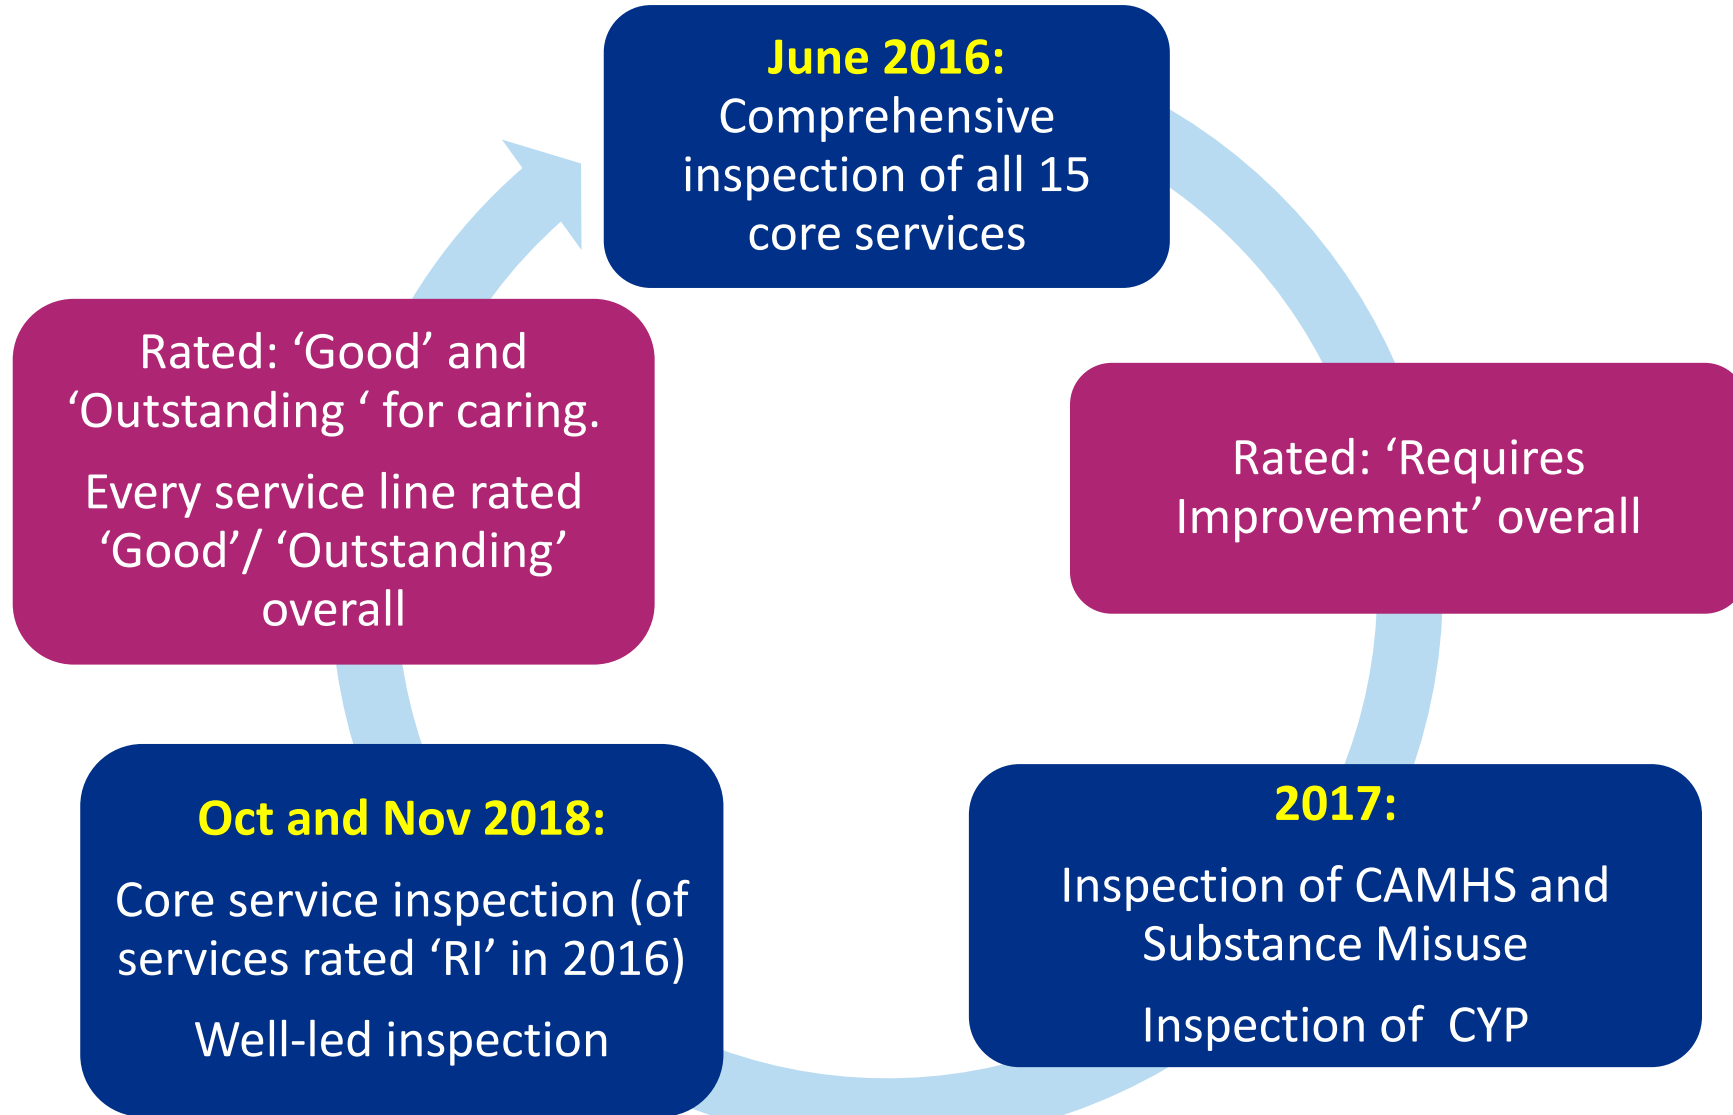 June 2016:
Comprehensive
inspection of all 15
core services
Rated: ‘Requires
Improvement’ overall
2017:
Inspection of CAMHS and
Substance Misuse
Inspection of  CYP
Oct and Nov 2018:
Core service inspection (of
services rated ‘RI’ in 2016)
Well-led inspection
Rated: ‘Good’ and
‘Outstanding ‘ for caring.
Every service line rated
‘Good’/ ‘Outstanding’
overall